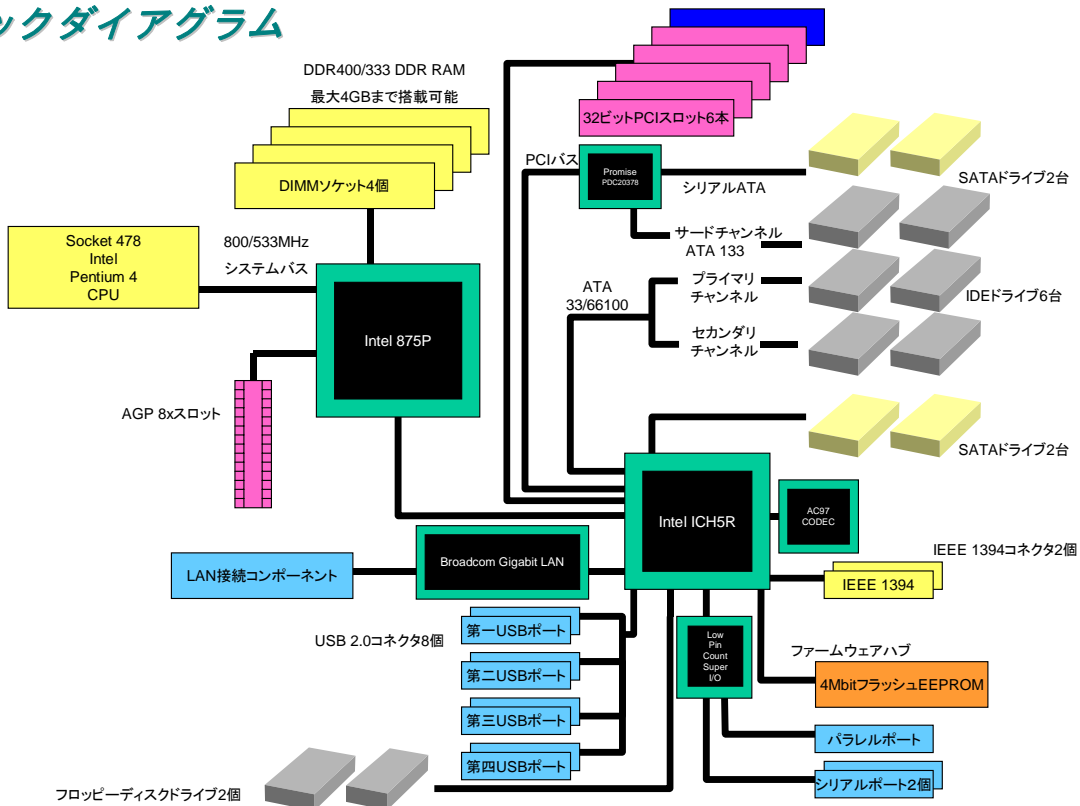 ックダイアグラム
DDR400/333 DDR RAM
最大4GBまで搭載可能
DIMMソケット4個
32ビットPCIスロット6本
PCIバス
Promise
PDC20378
シリアルATA
SATAドライブ2台
サードチャンネル
ATA 133
Socket 478
Intel
Pentium 4
CPU
800/533MHz
システムバス
Intel 875P
ATA
33/66100
プライマリ
チャンネル
IDEドライブ6台
セカンダリ
チャンネル
AGP 8xスロット
SATAドライブ2台
Intel ICH5R
AC97
CODEC
Broadcom Gigabit LAN
LAN接続コンポーネント
IEEE 1394コネクタ2個
IEEE 1394
USB 2.0コネクタ8個
第一USBポート
第二USBポート
第三USBポート
第四USBポート
Low
Pin
Count
Super
I/O
ファームウェアハブ
4MbitフラッシュEEPROM
パラレルポート
シリアルポート2個
フロッピーディスクドライブ2個